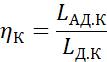 η_К = L_АД.К / L_Д.К